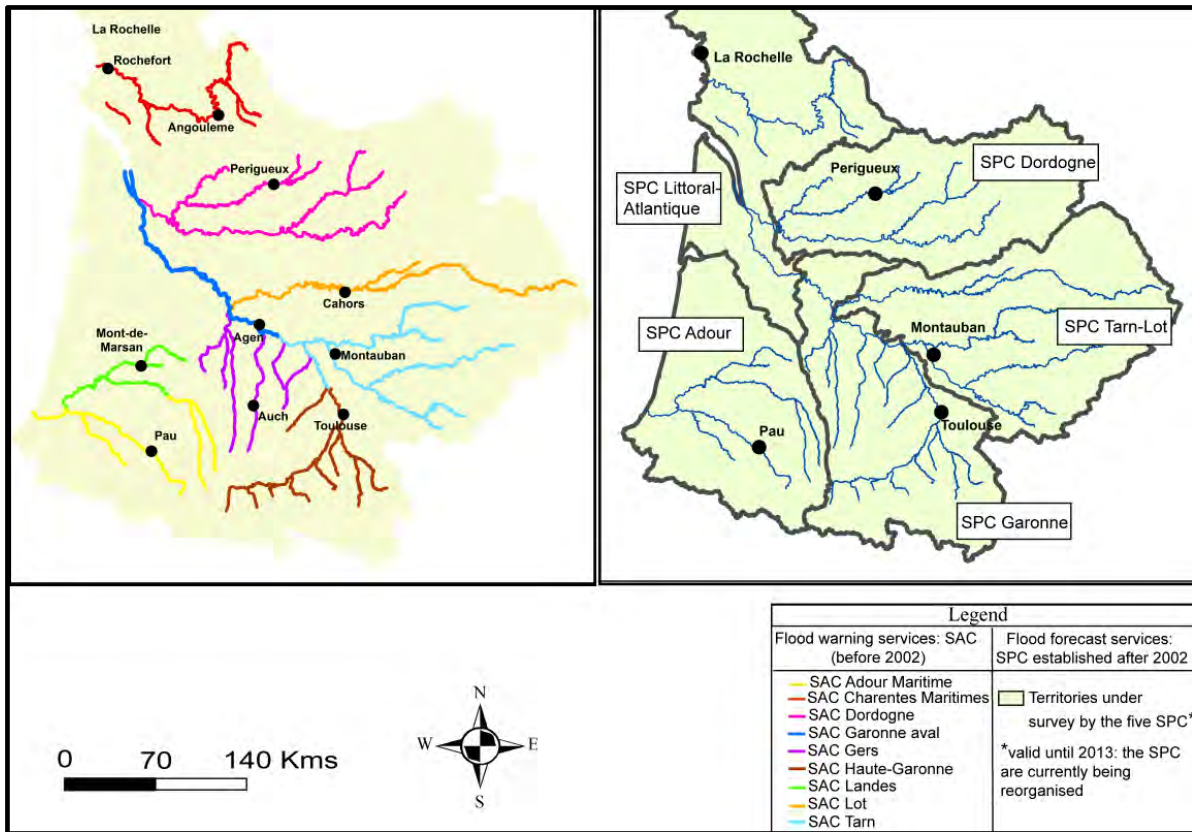 La Rochelle
Rochefort
Angouleme
Perigueux
Cahors
Agen
Mont-de-
Marsan
Montauban
Auch
Toulouse
Pau
La Rochelle
SPC Dordogne
Perigueux
SPC Littoral-
Atlantique
SPC Adour
Montauban
SPC Tarn-Lot
Toulouse
Pau
SPC Garonne
0 70 140 Kms
N
W E
S
Legend
Flood warning services: SAC
(before 2002)
SAC Adour Maritime
SAC Charentes Maritimes
SAC Dordogne
SAC Garonne aval
SAC Gers
SAC Haute-Garonne
SAC Landes
SAC Lot
SAC Tarn
Flood forecast services:
SPC established after 2002
Territories under
survey by the five SPC*
*valid until 2013: the SPC
are currently being
reorganised